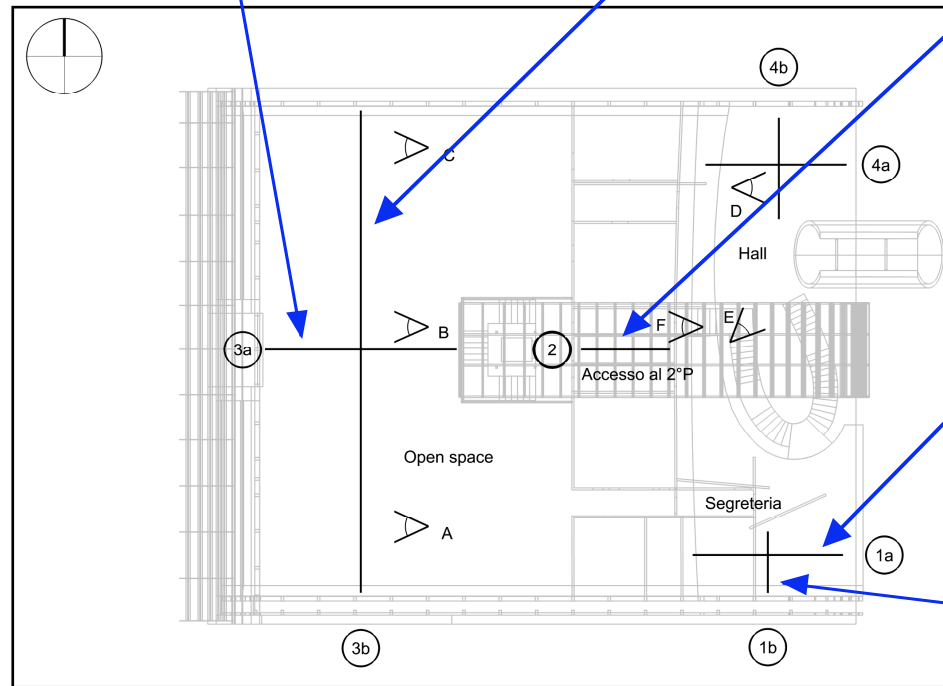 4b
C
4a
D
Hall
F
E
B
3a
2
Accesso al 2°P
Open space
Segreteria
A
1a
3b
1b